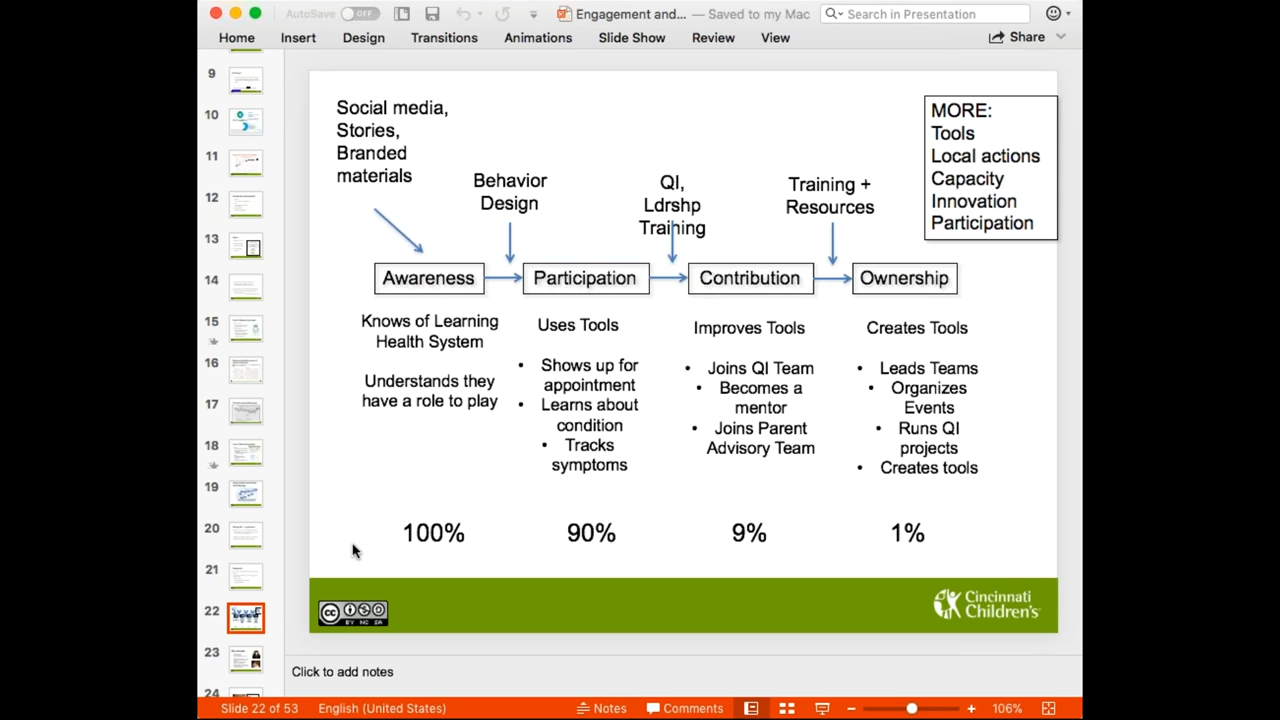 AutoSave OFF
Engagement and... — Saved to my Mac
Search in Presentation
Home Insert Design Transitions Animations Slide Show Review View
Share
9
10
11
12
13
14
15
16
17
18
19
20
21
22
23
24
Social media,
Stories,
Branded
materials
Behavior
Design
QI,
Ldrshp
Training
Training +
Resources
MORE:
Tools
Local actions
Capacity
Innovation
Participation
Awareness
Participation
Contribution
Ownership
Knows of Learning
Health System
Understands they
have a role to play
Uses Tools
• Shows up for
appointment
• Learns about
condition
• Tracks
symptoms
Improves Tools
• Joins QI Team
• Becomes a
mentor
• Joins Parent
Advisory Team
Creates Tools
• Leads Teams
• Organizes
Events
• Runs QI
projects
• Creates tools
100%
90%
9%
1%
cc
BY NC SA
Cincinnati
Children's
Click to add notes
Slide 22 of 53 English (United States) Notes Comments 106%